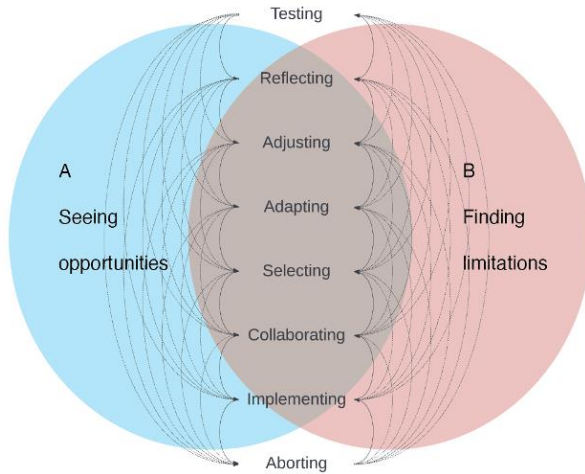 Testing
Reflecting
Adjusting
A
B
Adapting
Seeing
Finding
opportunities
limitations
Selecting
Collaborating
Implementing
Aborting